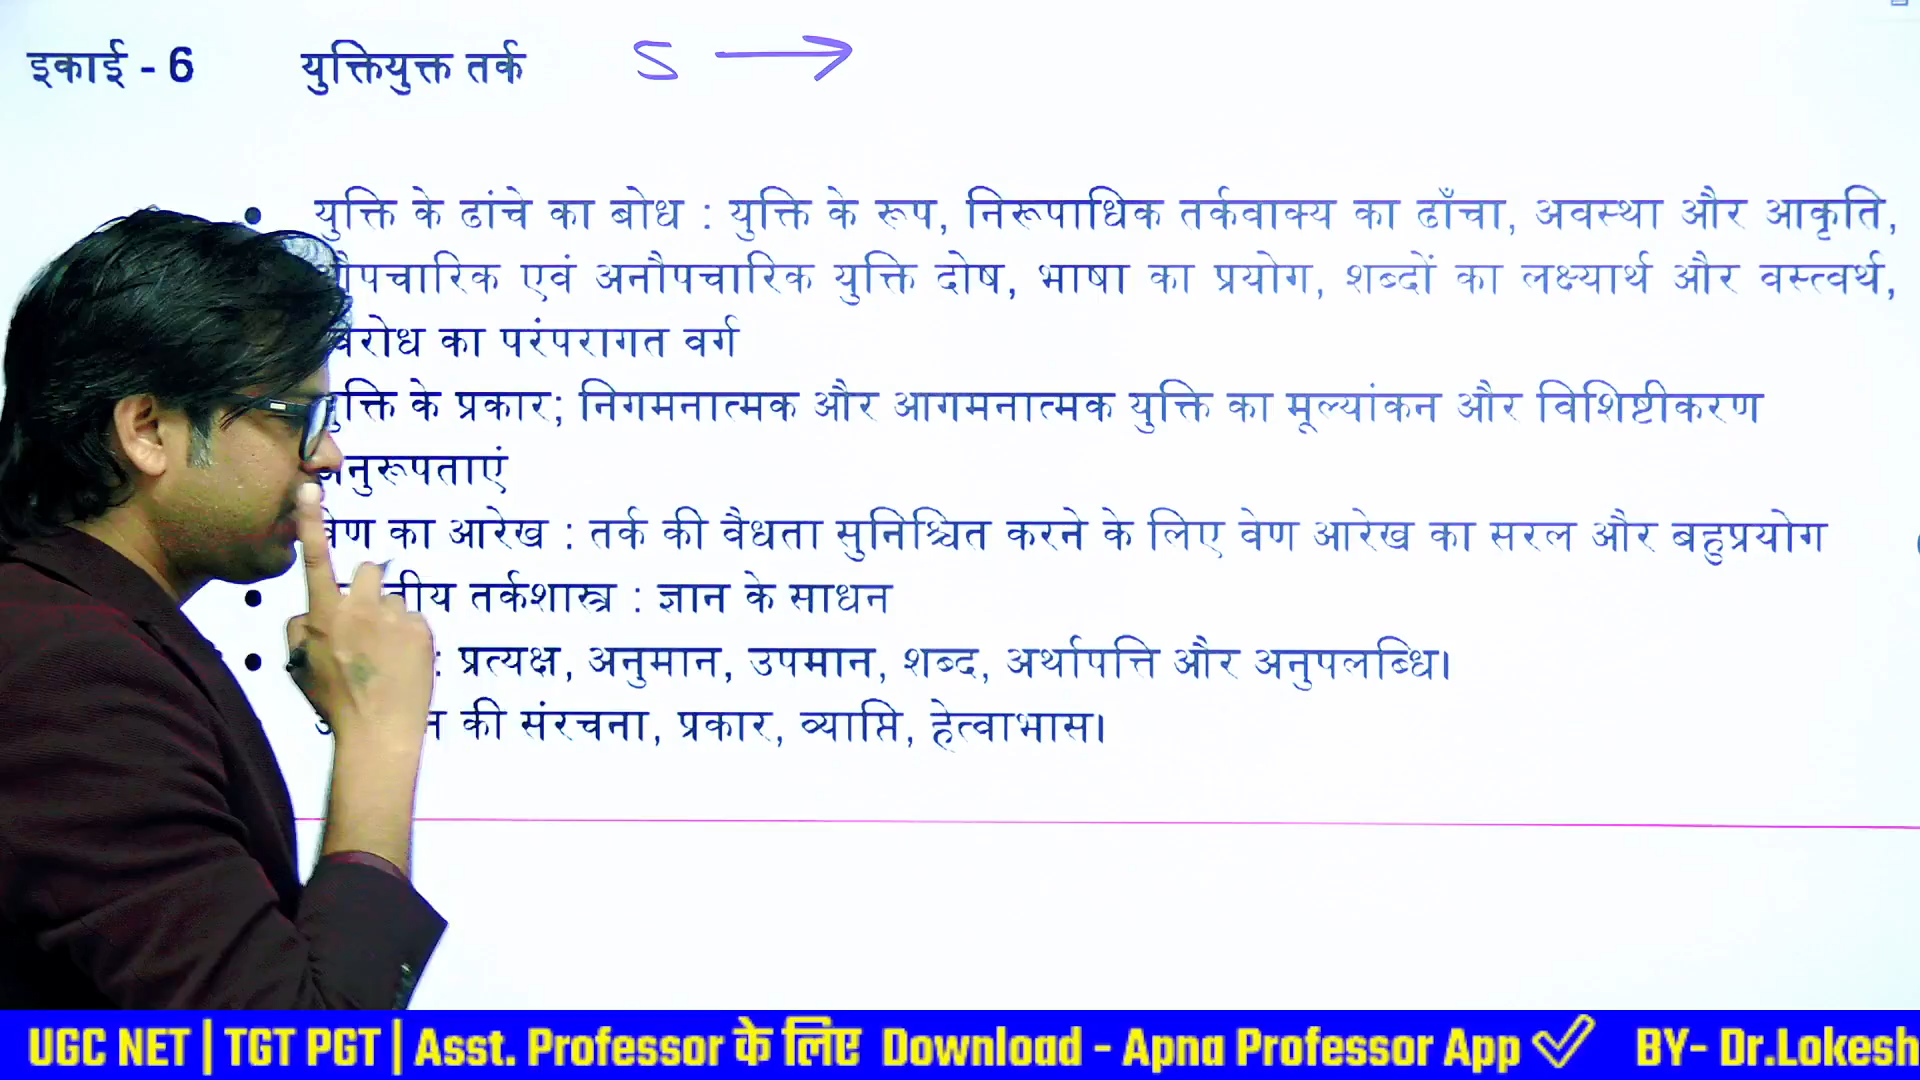 इकाई - 6 युक्तियुक्त तर्क 5 →
युक्ति के ढांचे का बोध : युक्ति के रूप, निरूपाधिक तर्कवाक्य का ढाँचा, अवस्था और आकृति,
एवं अनौपचारिक युक्ति दोष, भाषा का प्रयोग, शब्दों का लक्ष्यार्थ और वस्त्वर्थ,
का परंपरागत वर्ग
के प्रकार; निगमनात्मक और आगमनात्मक युक्ति का मूल्यांकन और विशिष्टीकरण
अनुरूपताएं
वेण का आरेख : तर्क की वैधता सुनिश्चित करने के लिए वेण आरेख का सरल और बहुप्रयोग
तर्कशास्त्र : ज्ञान के साधन
: प्रत्यक्ष, अनुमान, उपमान, शब्द, अर्थापत्ति और अनुपलब्धि।
की संरचना, प्रकार, व्याप्ति, हेत्वाभास।
UGC NET | TGT PGT | Asst. Professor के लिए Download - Apna Professor App BY- Dr.Lokesh